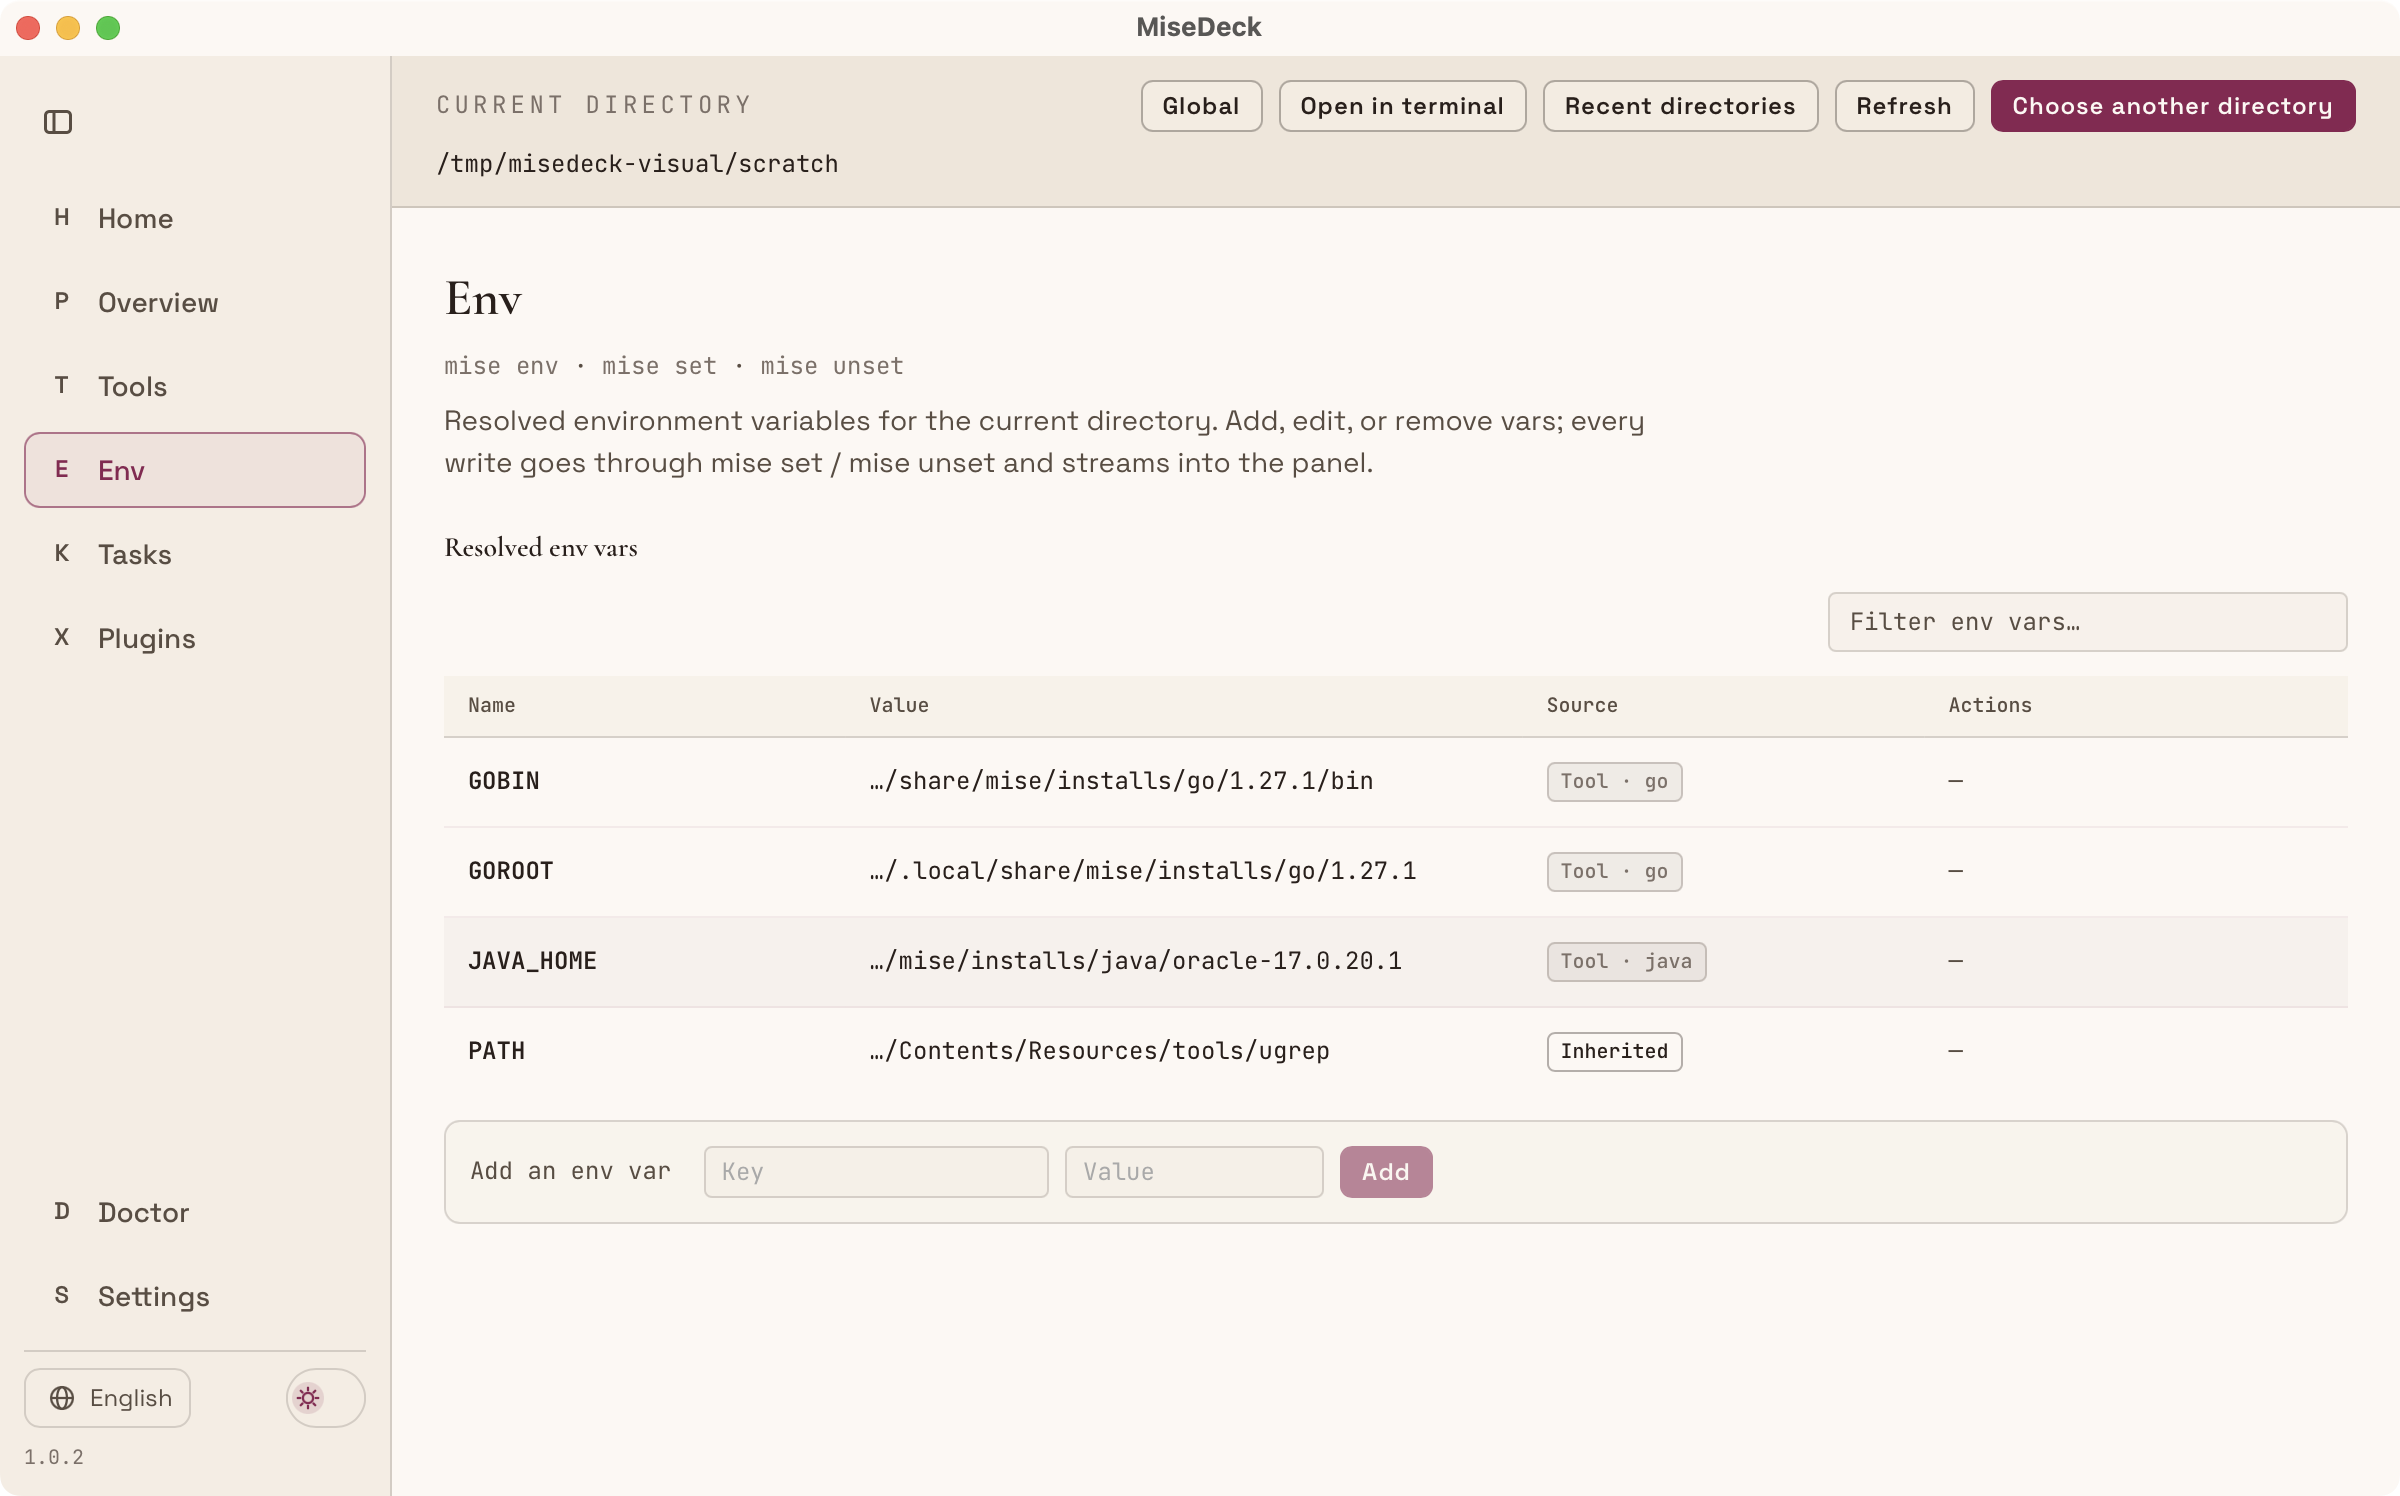 MiseDeck
CURRENT DIRECTORY
/tmp/misedeck-visual/scratch
Global
Open in terminal
Recent directories
Refresh
Choose another directory
H Home
P Overview
T Tools
E Env
K Tasks
X Plugins
D Doctor
S Settings
English
1.0.2
Env
mise env · mise set · mise unset
Resolved environment variables for the current directory. Add, edit, or remove vars; every
write goes through mise set / mise unset and streams into the panel.
Resolved env vars
Filter env vars…
Name Value Source Actions
GOBIN …/share/mise/installs/go/1.27.1/bin Tool · go —
GOROOT …/.local/share/mise/installs/go/1.27.1 Tool · go —
JAVA_HOME …/mise/installs/java/oracle-17.0.20.1 Tool · java —
PATH …/Contents/Resources/tools/ugrep Inherited —
Add an env var Key Value Add